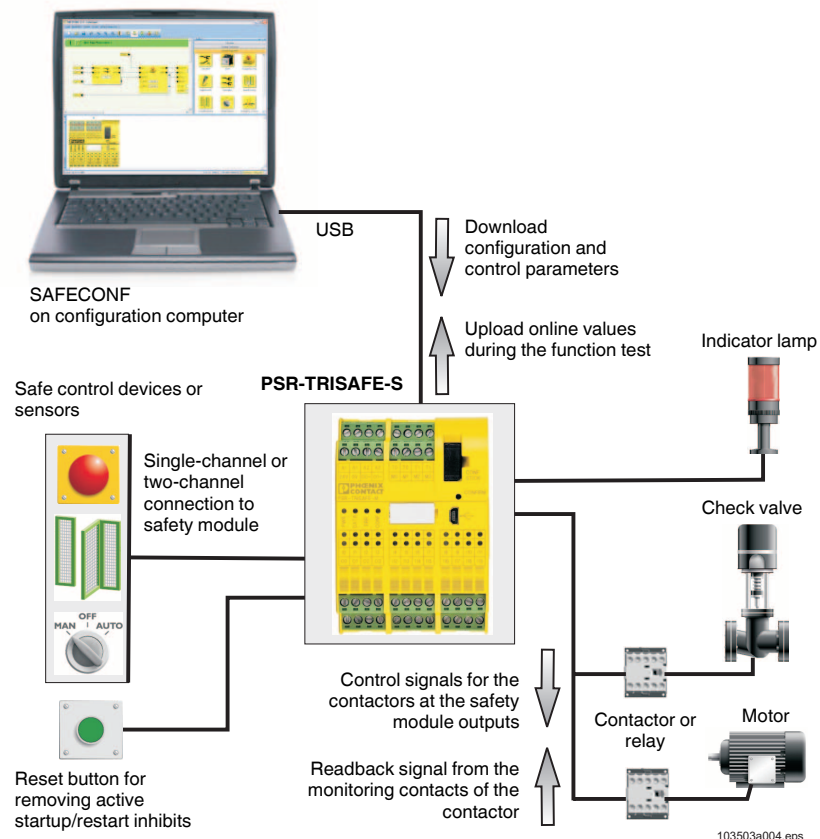 USB
Download
configuration and
control parameters
SAFECONF
on configuration computer
Upload online values
during the function test
Indicator lamp
PSR-TRISAFE-S
Safe control devices or
sensors
Single-channel or
two-channel
connection to
safety module
PHŒNIX
CONTACT
Check valve
OFF
MAN
AUTO
Control signals for the
contactors at the safety
module outputs
Contactor or
relay
Motor
Reset button for
removing active
startup/restart inhibits
Readback signal from the
monitoring contacts of the
contactor
103503a004.eps